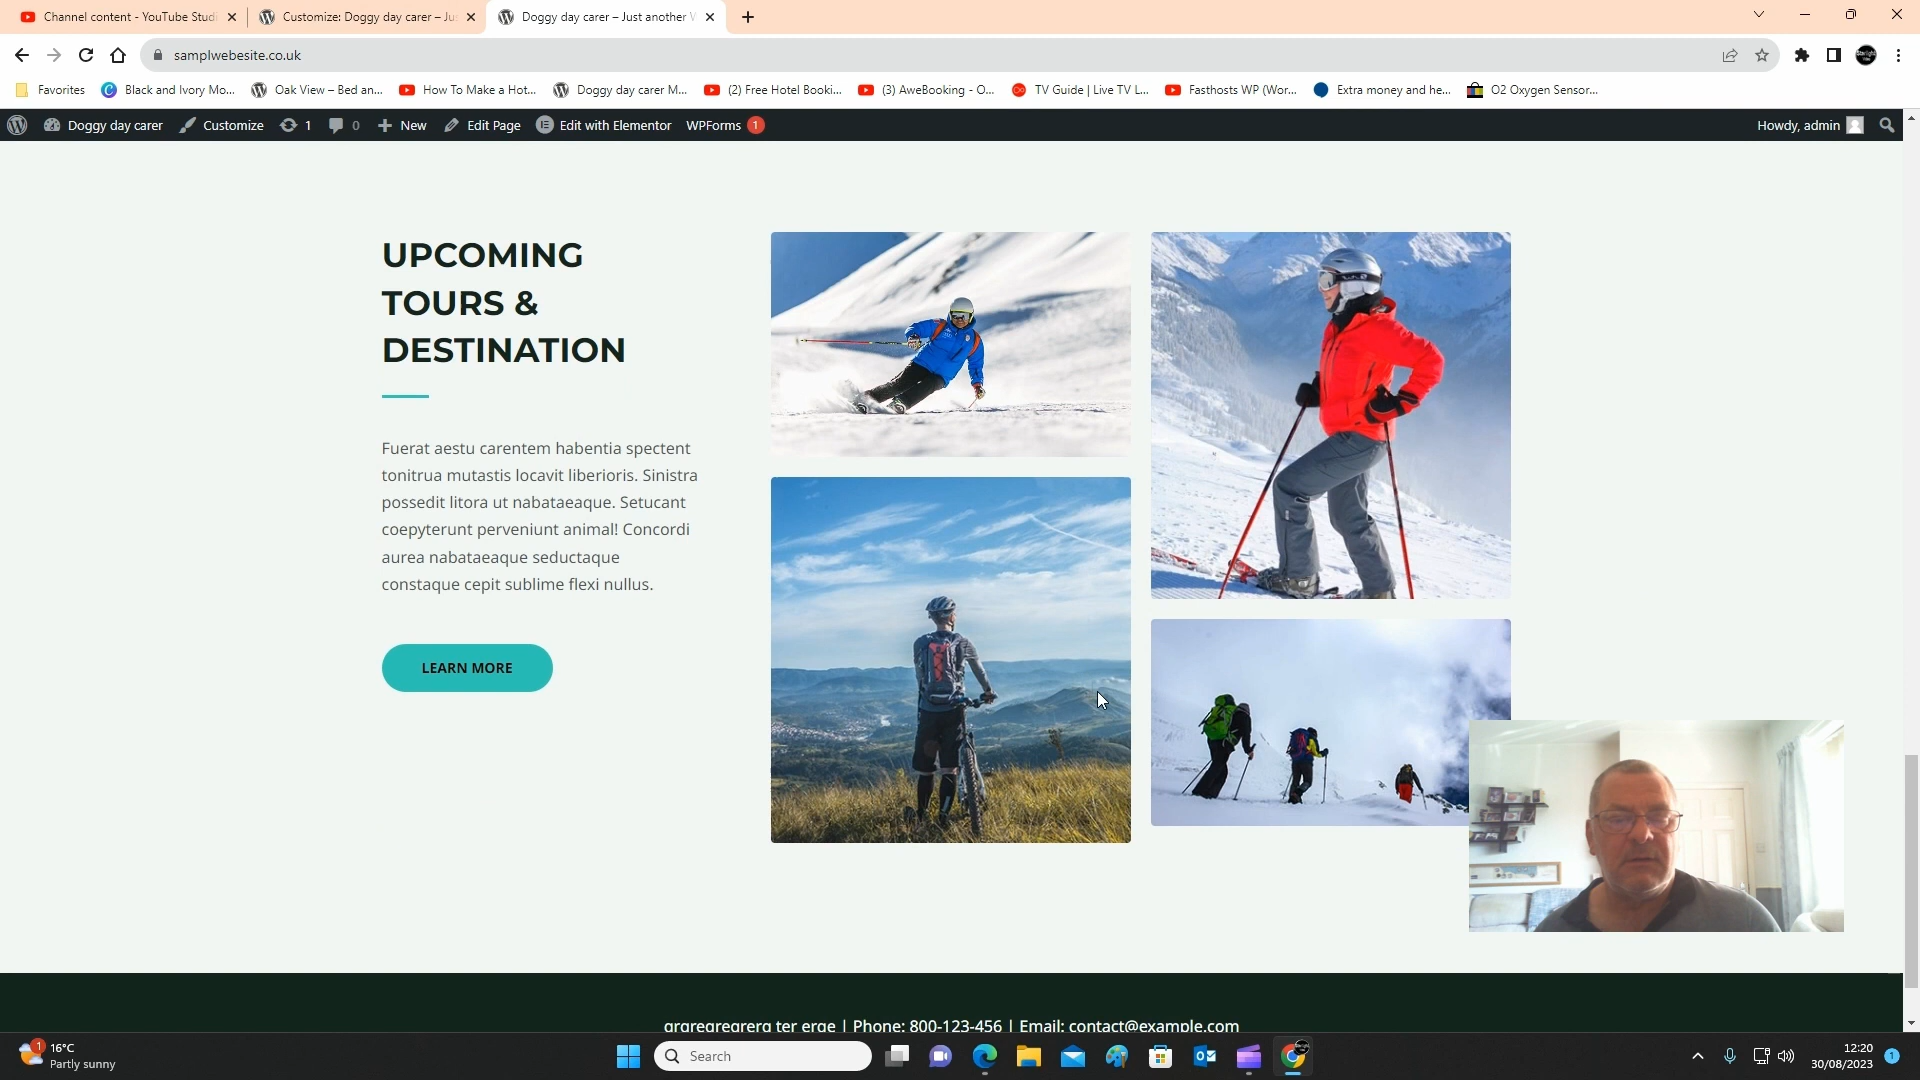 Channel content - YouTube Studi
Customize: Doggy day carer – Jus
Doggy day carer – Just another W
samplwebesite.co.uk
Favorites
Black and Ivory Mo...
Oak View – Bed an...
How To Make a Hot...
Doggy day carer M...
(2) Free Hotel Booki...
(3) AweBooking - O...
TV Guide | Live TV L...
Fasthosts WP (Wor...
Extra money and he...
O2 Oxygen Sensor...
Doggy day carer
Customize
1
0
New
Edit Page
Edit with Elementor
WPForms 1
Howdy, admin
UPCOMING
TOURS &
DESTINATION
Fuerat aestu carentem habentia spectent
tonitrua mutastis locavit liberioris. Sinistra
possedit litora ut nabataeaque. Setucant
coepyterunt perveniunt animal! Concordi
aurea nabataeaque seductaque
constaque cepit sublime flexi nullus.
LEARN MORE
grgregregrerg ter erge | Phone: 800-123-456 | Email: contact@example.com
1
16°C
Partly sunny
Search
12:20
30/08/2023
1